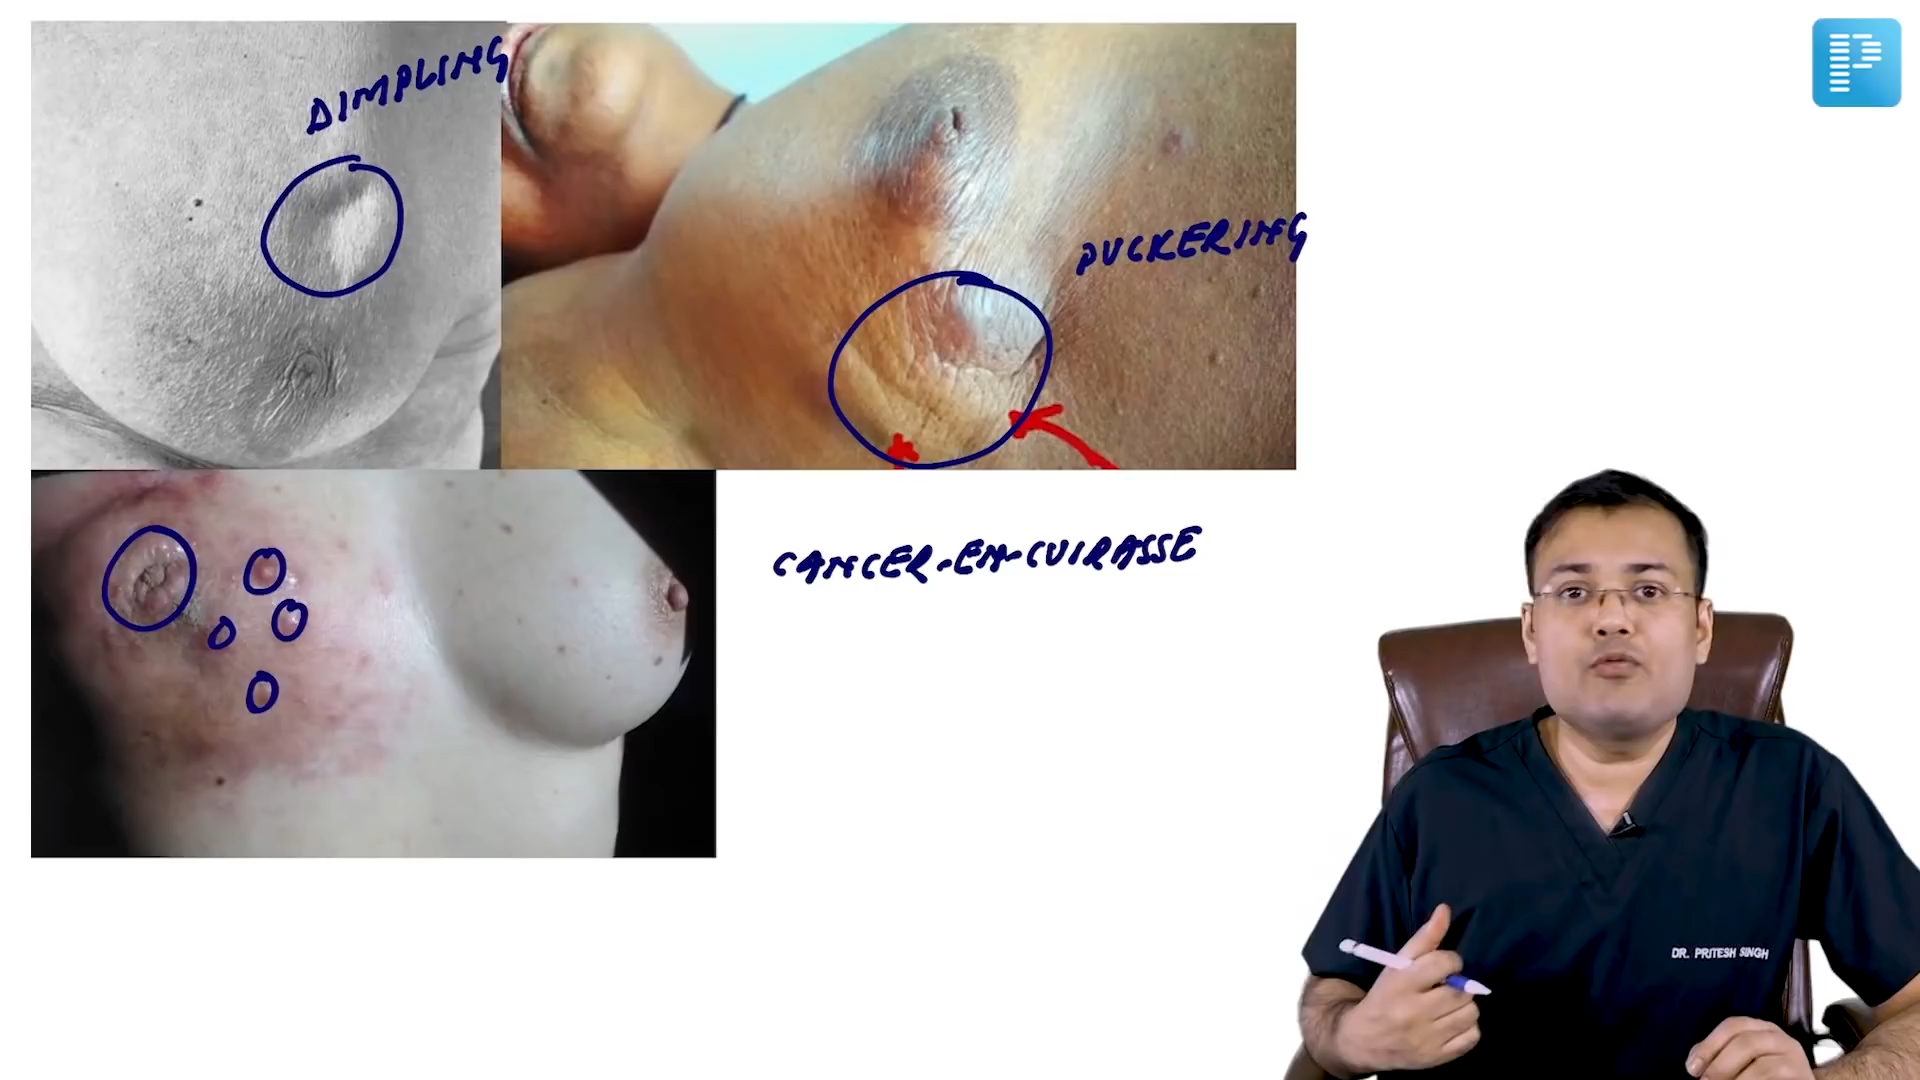 DIMPLING
PUCKERING
CANCER-EN-CUIRASSE
DR. PRITESH SINGH